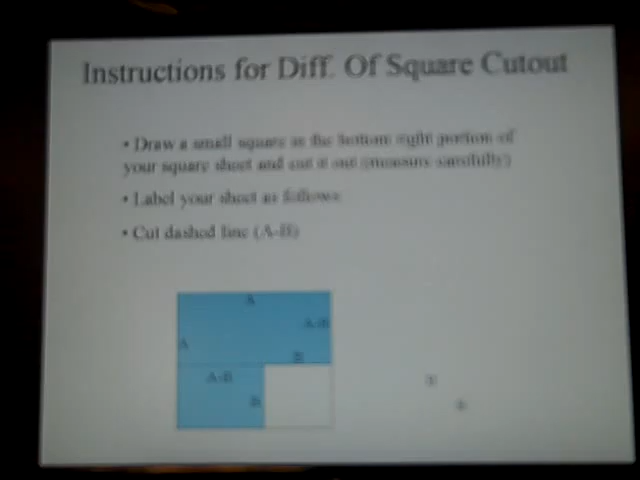 Instructions for Diff. Of Square Cutout
• Draw a small square in the bottom right portion of
your square sheet and cut it out (measure carefully)
• Label your sheet as follows:
• Cut dashed line (A-B)
A
A-B
A
B
A-B
B